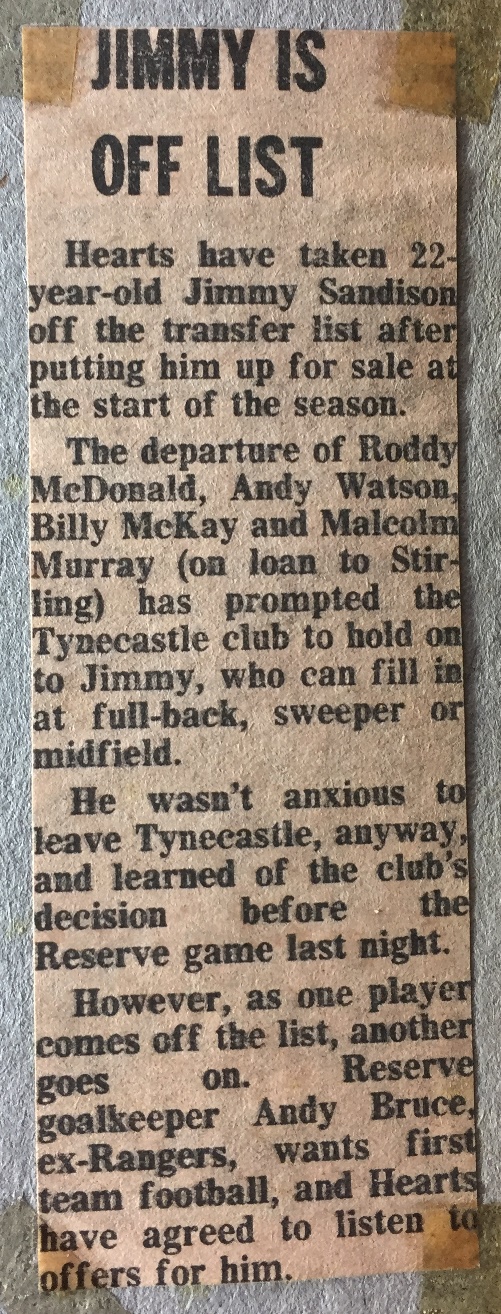 JIMMY IS
OFF LIST
Hearts have taken 22-
year-old Jimmy Sandison
off the transfer list after
putting him up for sale at
the start of the season.
The departure of Roddy
McDonald, Andy Watson,
Billy McKay and Malcolm
Murray (on loan to Stir-
ling) has prompted the
Tynecastle club to hold on
to Jimmy, who can fill in
at full-back, sweeper or
midfield.
He wasn't anxious to
leave Tynecastle, anyway,
and learned of the club's
decision before the
Reserve game last night.
However, as one player
comes off the list, another
goes on. Reserve
goalkeeper Andy Bruce,
ex-Rangers, wants first
team football, and Hearts
have agreed to listen to
offers for him.